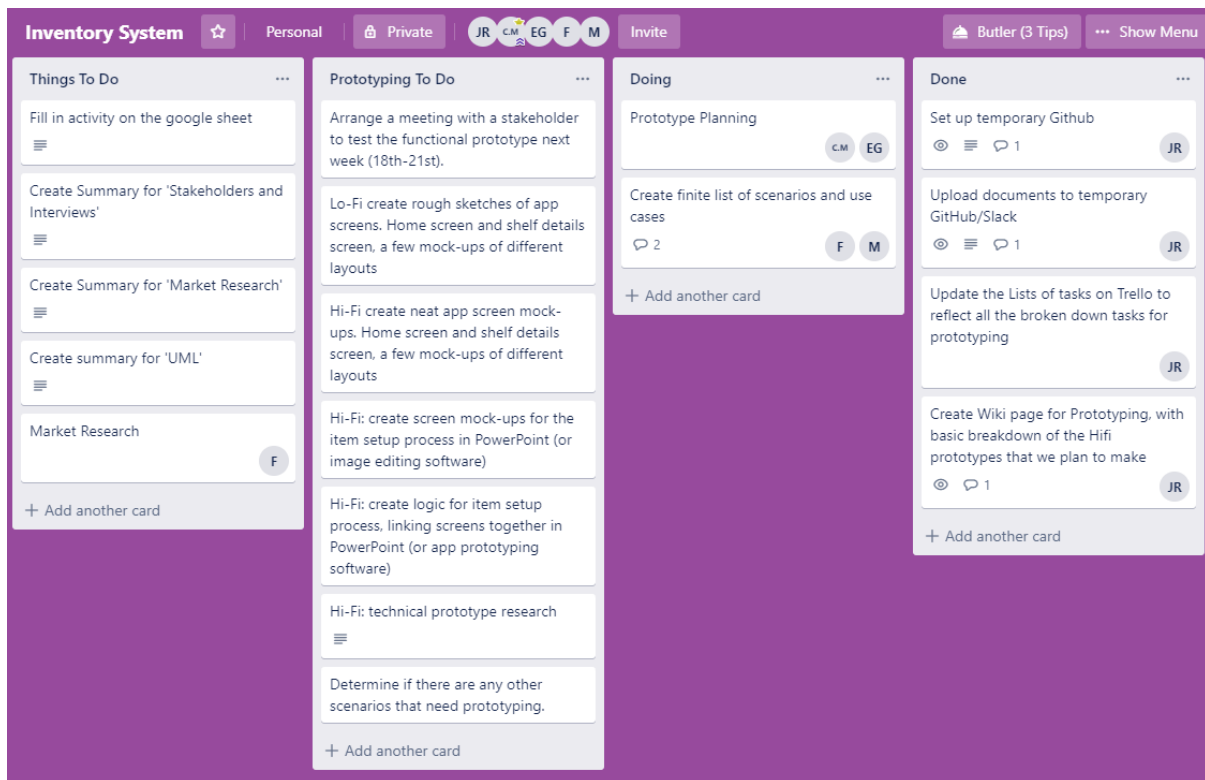 Inventory System
Personal
Private
JR
C.M
EG
F
M
Invite
Butler (3 Tips)
Show Menu
Things To Do
Fill in activity on the google sheet
Create Summary for 'Stakeholders and
Interviews'
Create Summary for 'Market Research'
Create summary for 'UML'
Market Research
F
+ Add another card
Prototyping To Do
Arrange a meeting with a stakeholder
to test the functional prototype next
week (18th-21st).
Lo-Fi create rough sketches of app
screens. Home screen and shelf details
screen, a few mock-ups of different
layouts
Hi-Fi create neat app screen mock-
ups. Home screen and shelf details
screen, a few mock-ups of different
layouts
Hi-Fi: create screen mock-ups for the
item setup process in PowerPoint (or
image editing software)
Hi-Fi: create logic for item setup
process, linking screens together in
PowerPoint (or app prototyping
software)
Hi-Fi: technical prototype research
Determine if there are any other
scenarios that need prototyping.
+ Add another card
Doing
Prototype Planning
C.M
EG
Create finite list of scenarios and use
cases
2
F
M
+ Add another card
Done
Set up temporary Github
1
JR
Upload documents to temporary
GitHub/Slack
1
JR
Update the Lists of tasks on Trello to
reflect all the broken down tasks for
prototyping
JR
Create Wiki page for Prototyping, with
basic breakdown of the Hifi
prototypes that we plan to make
1
JR
+ Add another card